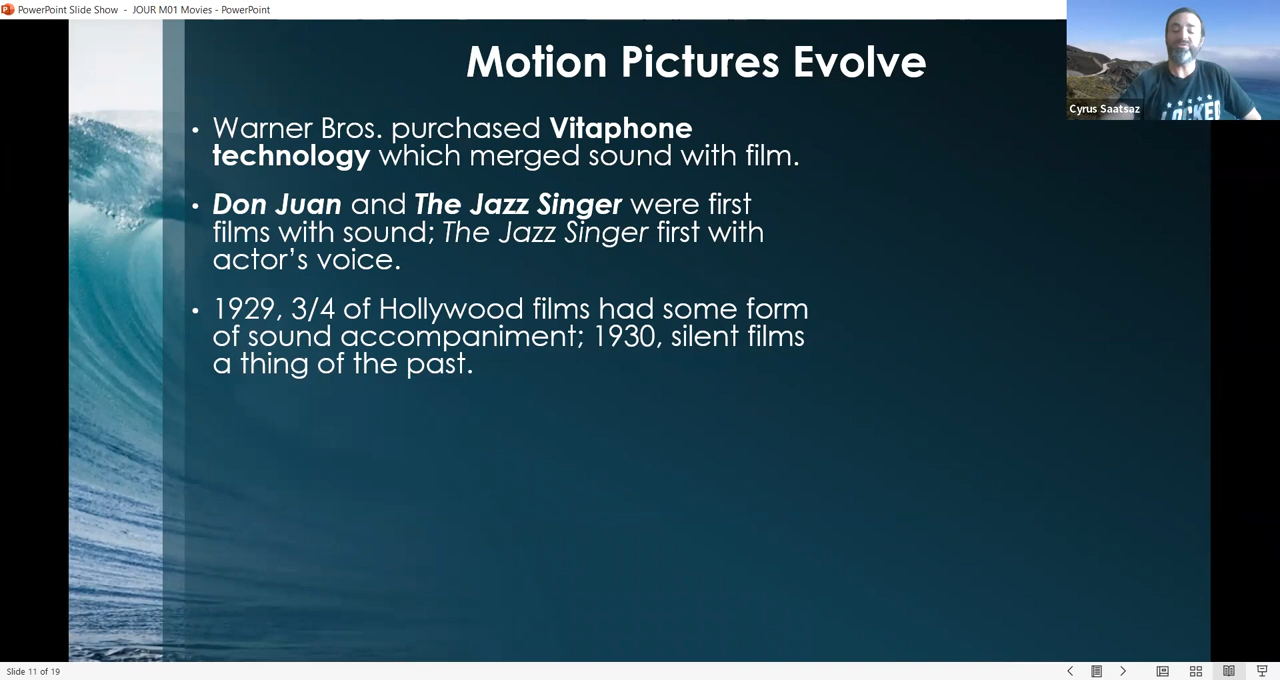 PowerPoint Slide Show - JOUR M01 Movies - PowerPoint
Motion Pictures Evolve
Cyrus Saatsaz
LOCKED
• Warner Bros. purchased Vitaphone
technology which merged sound with film.
• Don Juan and The Jazz Singer were first
films with sound; The Jazz Singer first with
actor’s voice.
• 1929, 3/4 of Hollywood films had some form
of sound accompaniment; 1930, silent films
a thing of the past.
Slide 11 of 19